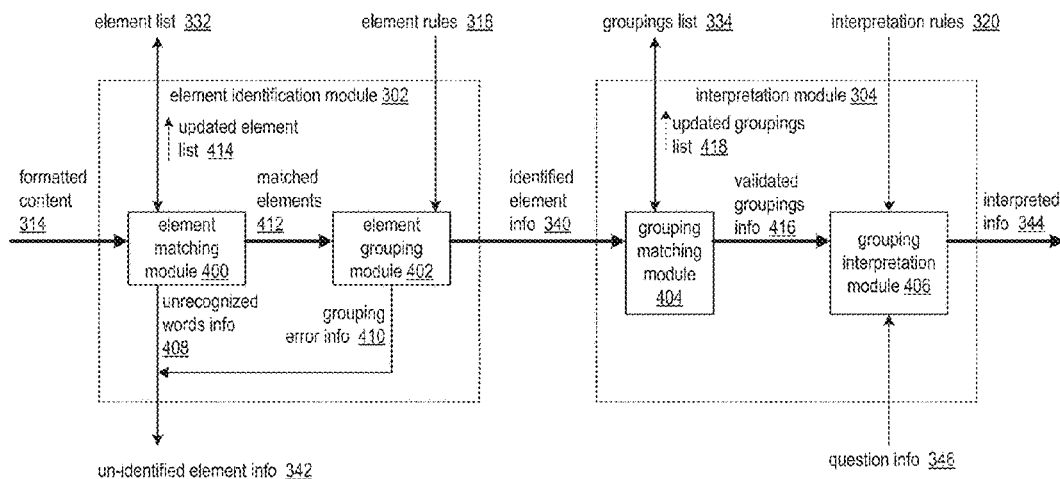 element list 332
element rules 318
groupings list 334
interpretation rules 320
element identification module 302
interpretation module 304
updated element
list 414
updated groupings
list 418
formatted
content
314
matched
elements
412
identified
element
info 340
validated
groupings
info 416
interpreted
info 344
element
matching
module 400
element
grouping
module 402
grouping
matching
module
404
grouping
interpretation
module 406
unrecognized
words info
408
grouping
error info 410
un-identified element info 342
question info 346